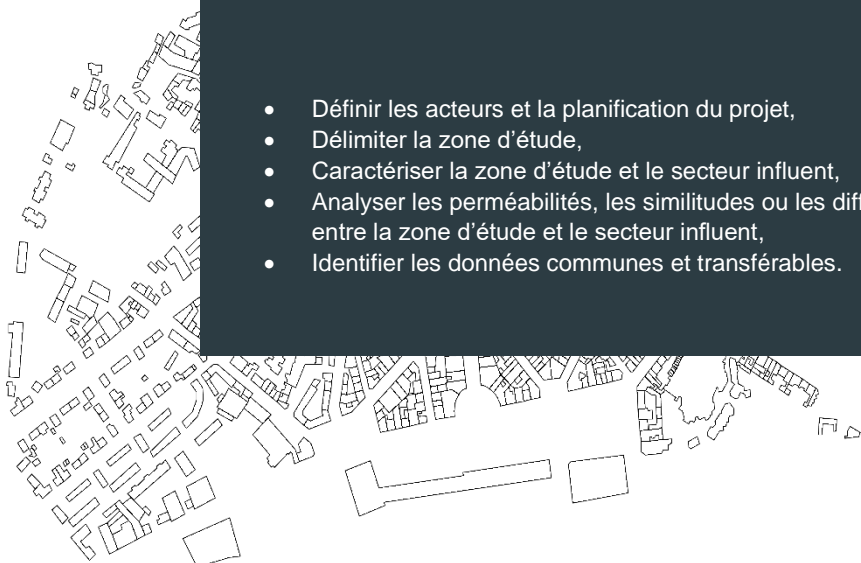 • Définir les acteurs et la planification du projet,
• Délimiter la zone d’étude,
• Caractériser la zone d’étude et le secteur influent,
• Analyser les perméabilités, les similitudes ou les
entre la zone d’étude et le secteur influent,
• Identifier les données communes et transférables.